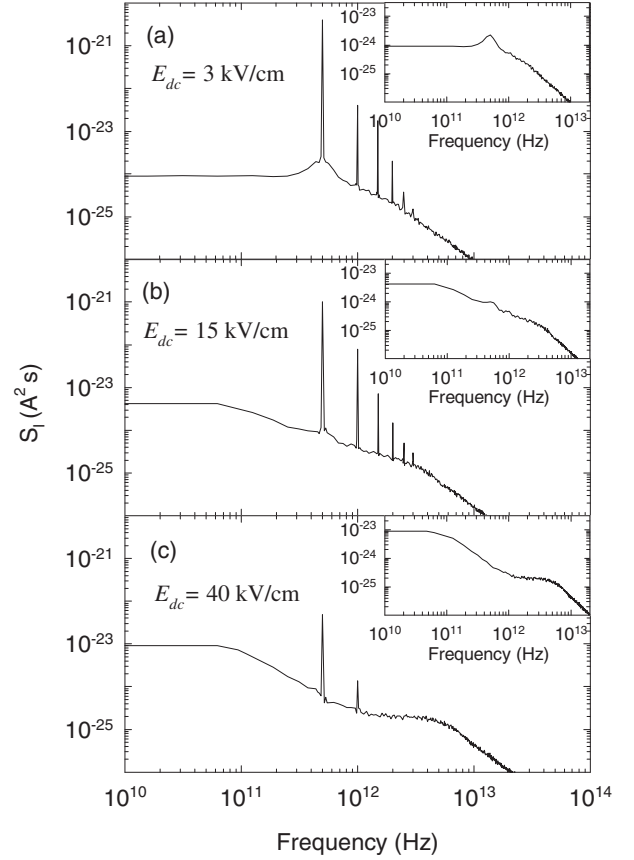 (a)
E_dc = 3 kV/cm
10^-21
10^-23
10^-25
10^-23
10^-24
10^-25
10^10 10^11 10^12 10^13
Frequency (Hz)
(b)
E_dc = 15 kV/cm
10^-21
10^-23
10^-25
10^-23
10^-24
10^-25
10^10 10^11 10^12 10^13
Frequency (Hz)
S_I (A^2 s)
(c)
E_dc = 40 kV/cm
10^-21
10^-23
10^-25
10^-23
10^-24
10^-25
10^10 10^11 10^12 10^13
Frequency (Hz)
10^10 10^11 10^12 10^13 10^14
Frequency (Hz)